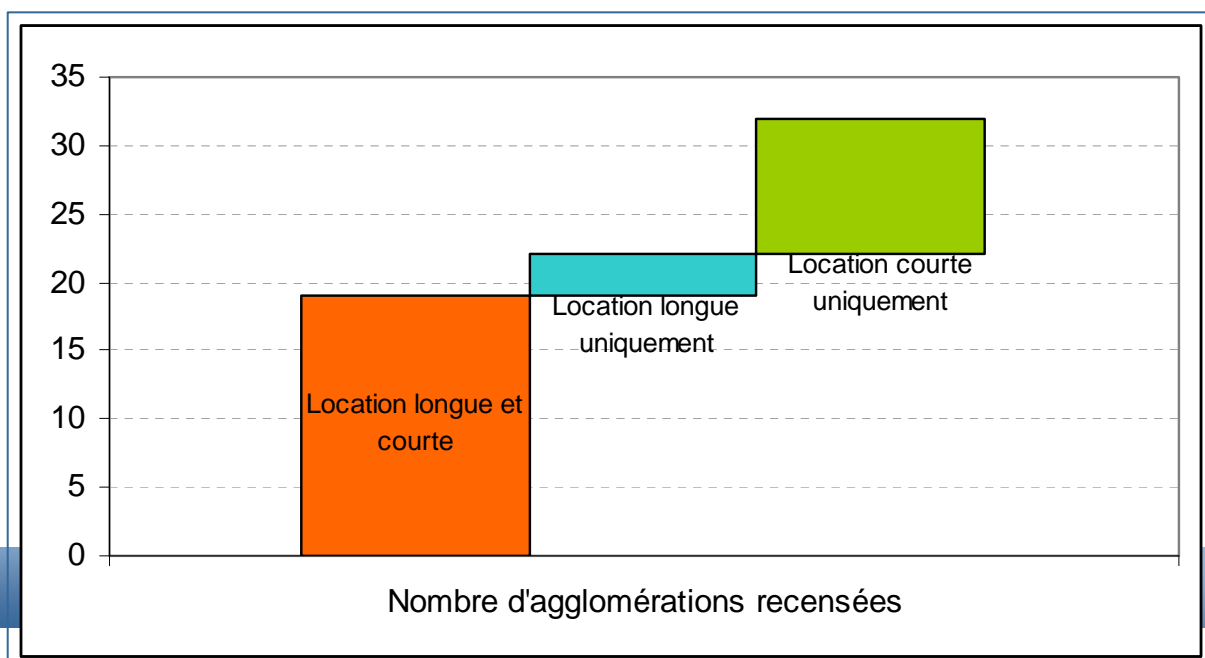 35
30
25
20
15
10
5
0
Location courte
uniquement
Location longue
uniquement
Location longue et
courte
Nombre d'agglomérations recensées